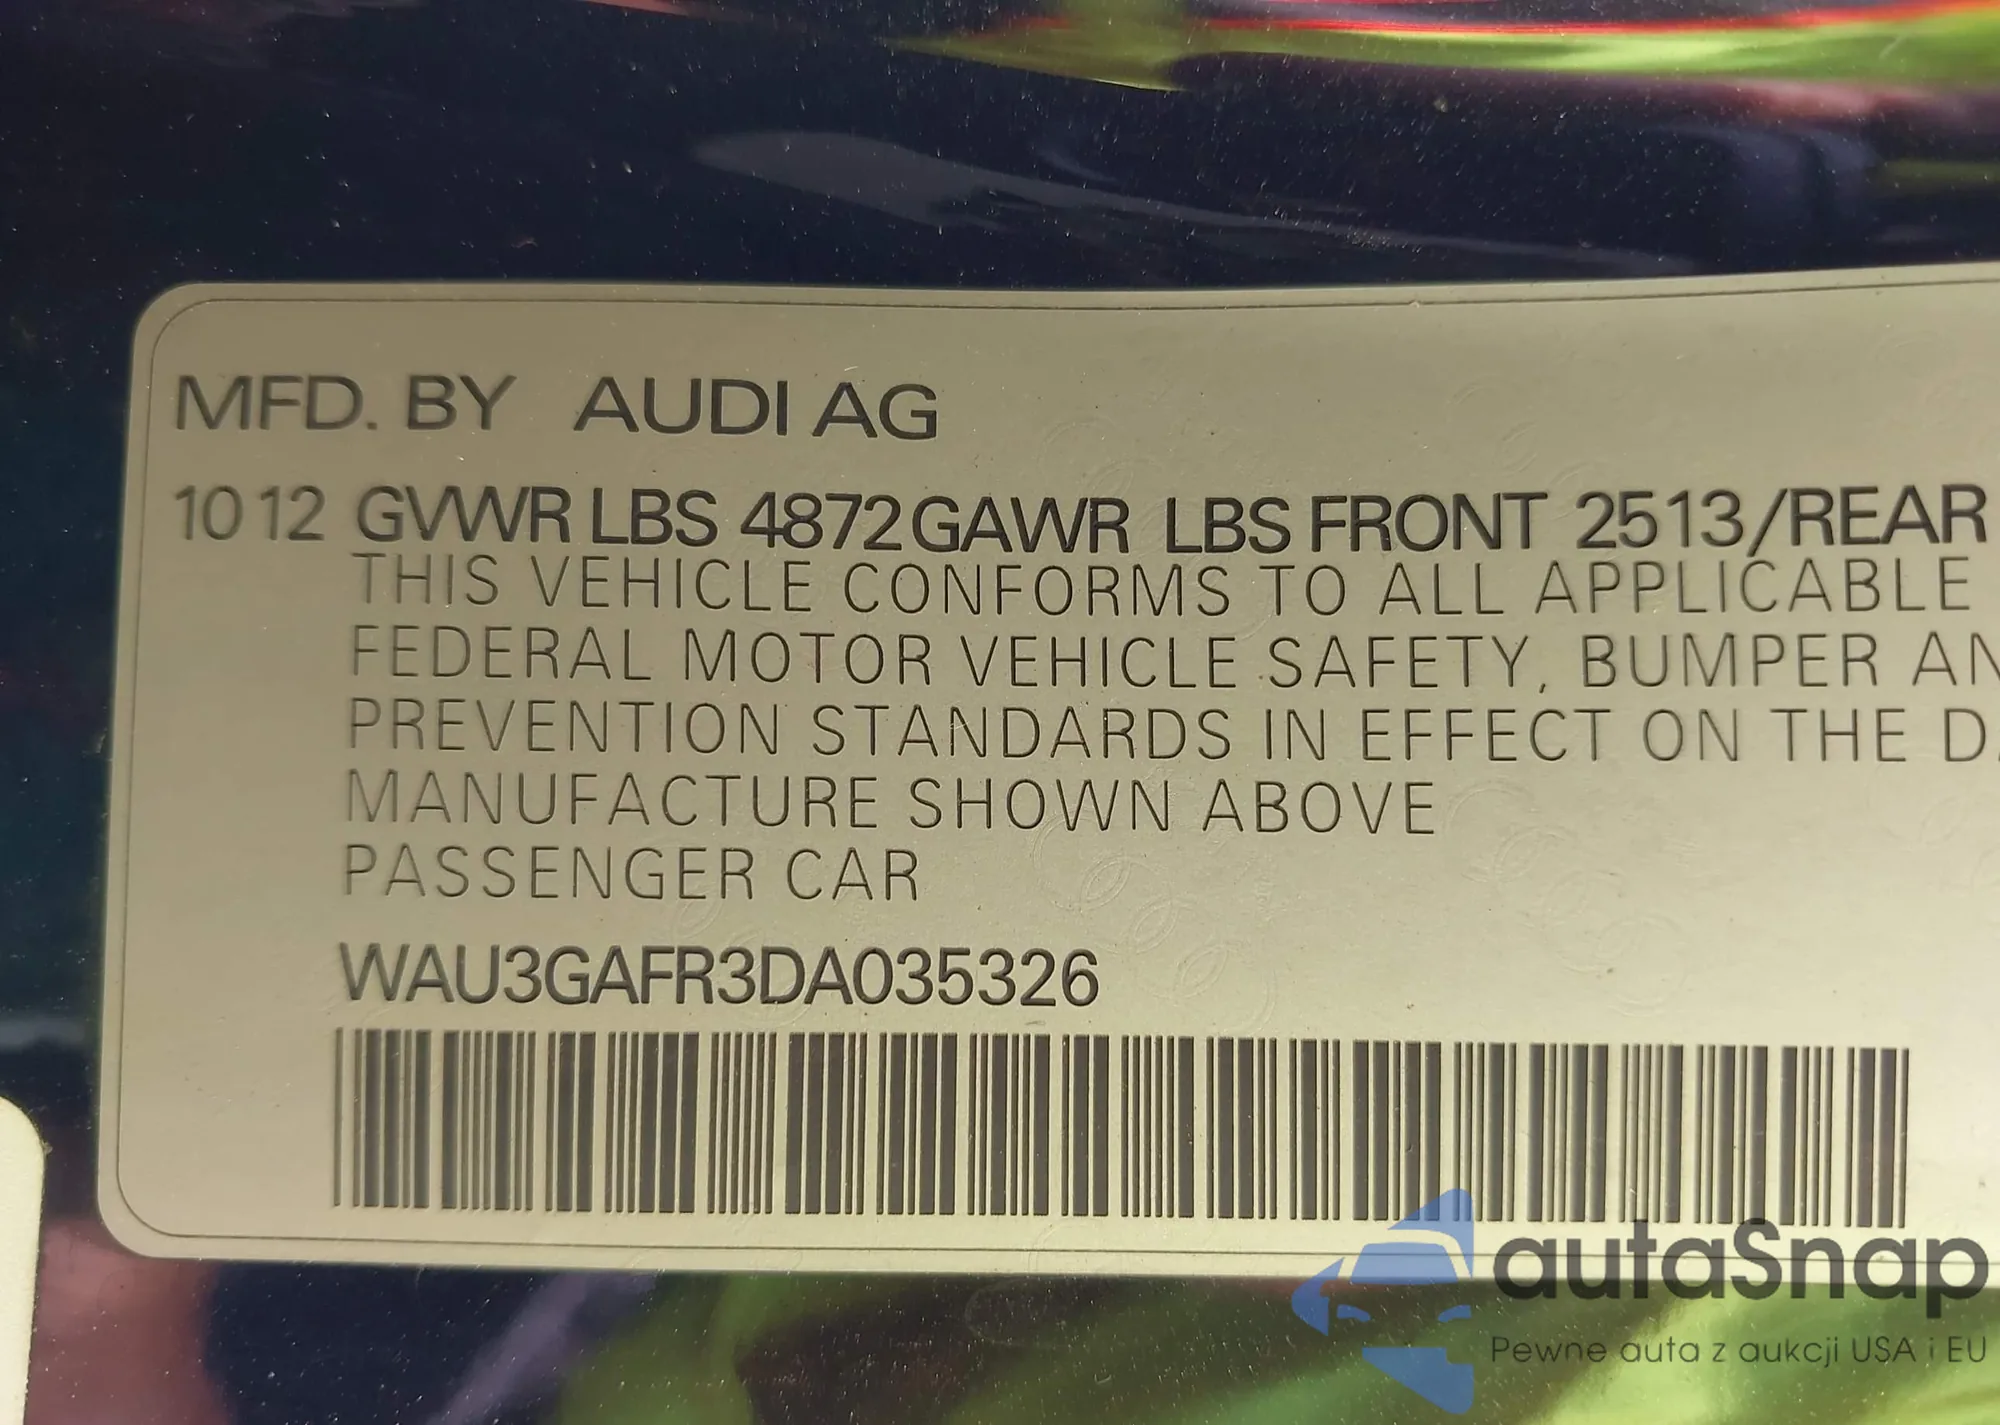 MFD. BY AUDI AG
10 12 GVWR LBS 4872 GAWR LBS FRONT 2513/REAR
THIS VEHICLE CONFORMS TO ALL APPLICABLE
FEDERAL MOTOR VEHICLE SAFETY, BUMPER AN
PREVENTION STANDARDS IN EFFECT ON THE D
MANUFACTURE SHOWN ABOVE
PASSENGER CAR
WAU3GAFR3DA035326
autaSnap
Pewne auta z aukcji USA i EU